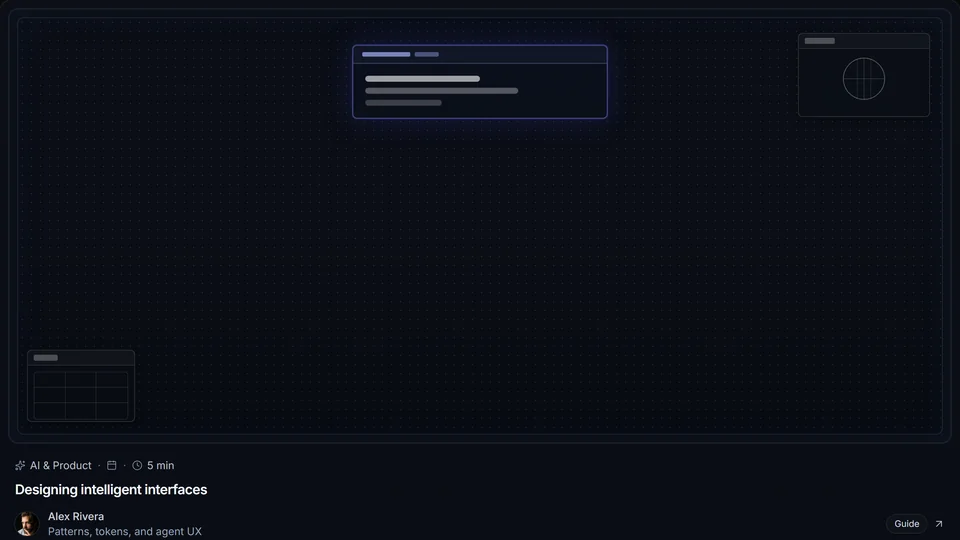 AI & Product · · 5 min
Designing intelligent interfaces
Alex Rivera
Patterns, tokens, and agent UX
Guide